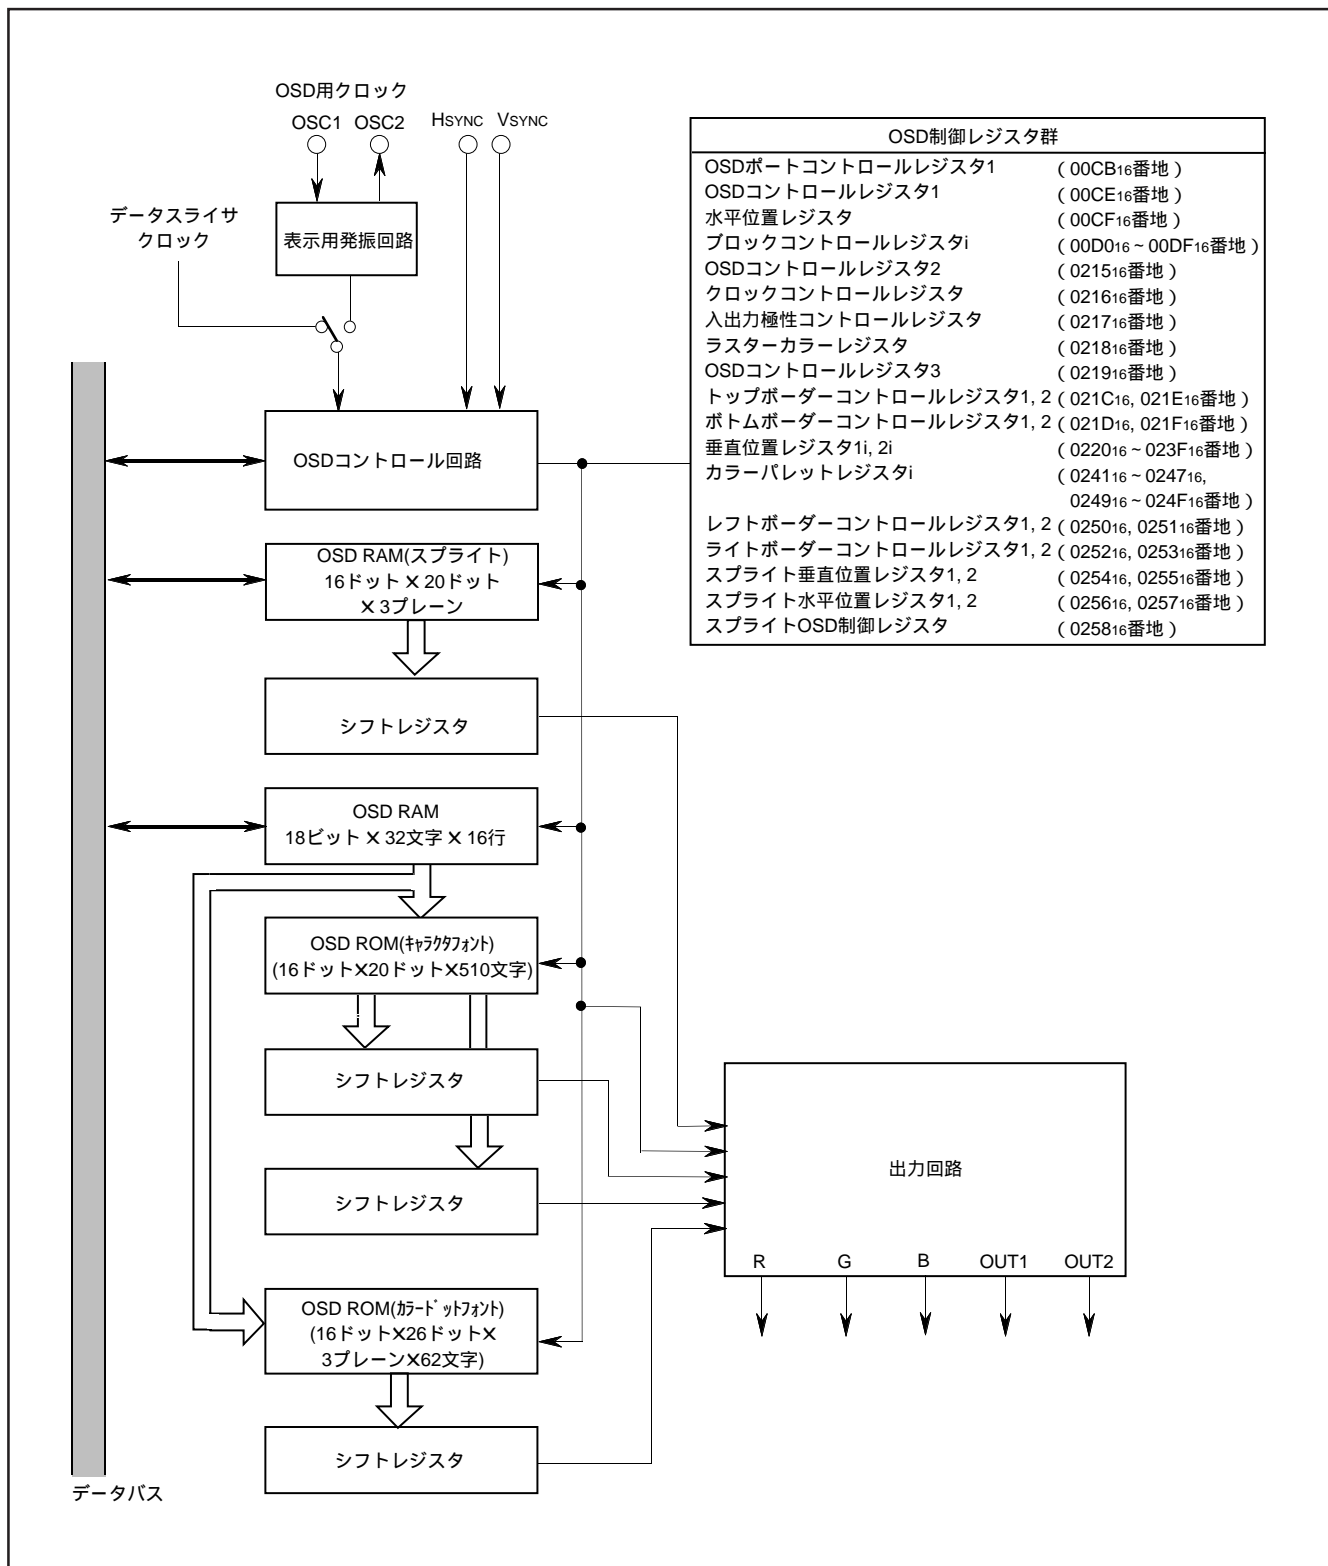 OSD用クロック
OSC1 OSC2 HSYNC VSYNC
データスライサ
クロック
表示用発振回路
OSDコントロール回路
OSD RAM(スプライト)
16ドット×20ドット
×3プレーン
シフトレジスタ
OSD RAM
18ビット×32文字×16行
OSD ROM(ｷｬﾗｸﾀﾌｫﾝﾄ)
(16ドット×20ドット×510文字)
シフトレジスタ
シフトレジスタ
OSD ROM(ｶﾗｰﾄﾞｯﾄﾌｫﾝﾄ)
(16ドット×26ドット×
3プレーン×62文字)
シフトレジスタ
データバス
OSD制御レジスタ群
OSDポートコントロールレジスタ1 (00CB16番地)
OSDコントロールレジスタ1 (00CE16番地)
水平位置レジスタ (00CF16番地)
ブロックコントロールレジスタi (00D016~00DF16番地)
OSDコントロールレジスタ2 (021516番地)
クロックコントロールレジスタ (021616番地)
入出力極性コントロールレジスタ (021716番地)
ラスターカラーレジスタ (021816番地)
OSDコントロールレジスタ3 (021916番地)
トップボーダーコントロールレジスタ1, 2 (021C16, 021E16番地)
ボトムボーダーコントロールレジスタ1, 2 (021D16, 021F16番地)
垂直位置レジスタ1i, 2i (022016~023F16番地)
カラーパレットレジスタi (024116~024716,
024916~024F16番地)
レフトボーダーコントロールレジスタ1, 2 (025016, 025116番地)
ライトボーダーコントロールレジスタ1, 2 (025216, 025316番地)
スプライト垂直位置レジスタ1, 2 (025416, 025516番地)
スプライト水平位置レジスタ1, 2 (025616, 025716番地)
スプライトOSD制御レジスタ (025816番地)
出力回路
R G B OUT1 OUT2